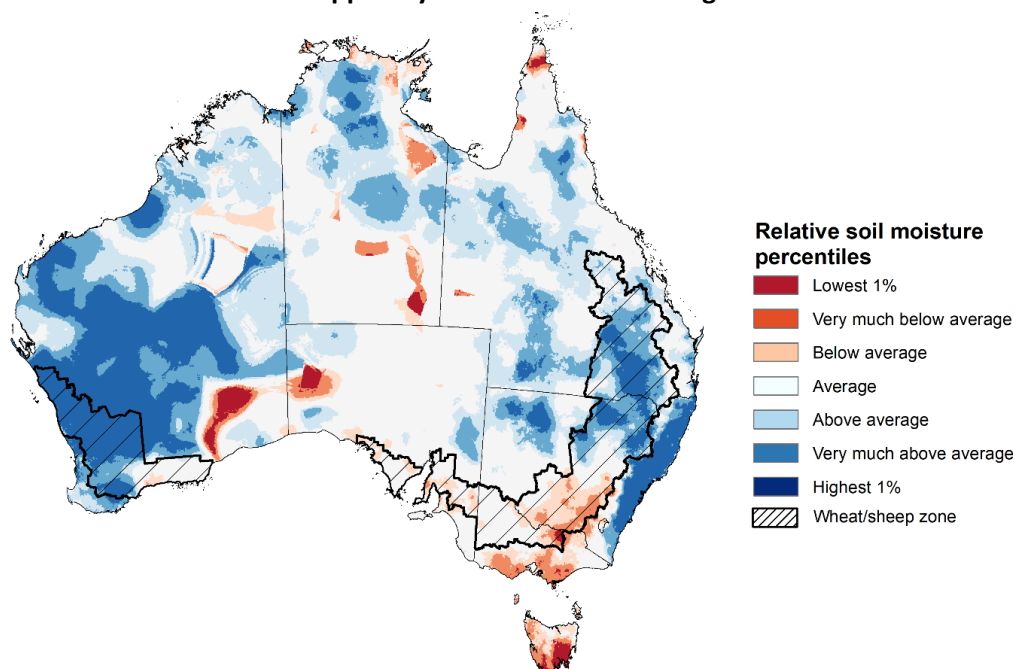 Relative soil moisture
percentiles
Lowest 1%
Very much below average
Below average
Average
Above average
Very much above average
Highest 1%
Wheat/sheep zone